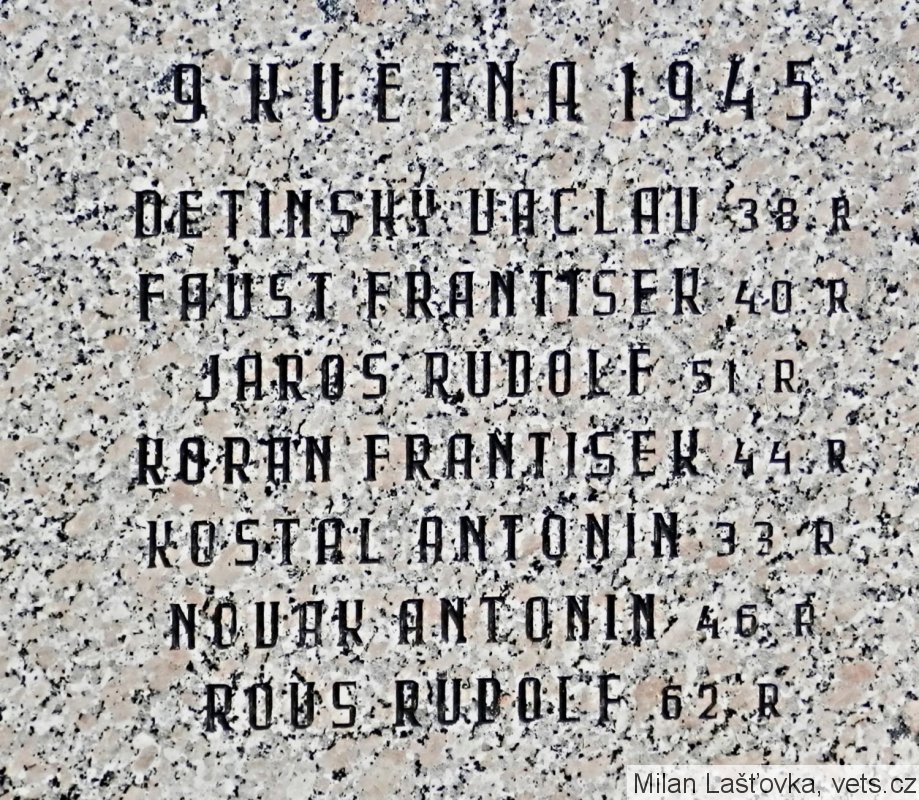 9 KVETNA 1945
DETINSKY VACLAV 38 R
FAUST FRANTISEK 40 R
JAROS RUDOLF 51 R
KORAN FRANTISEK 44 R
KOSTAL ANTONIN 33 R
NOVAK ANTONIN 46 R
ROUS RUDOLF 62 R
Milan Lašťovka, vets.cz